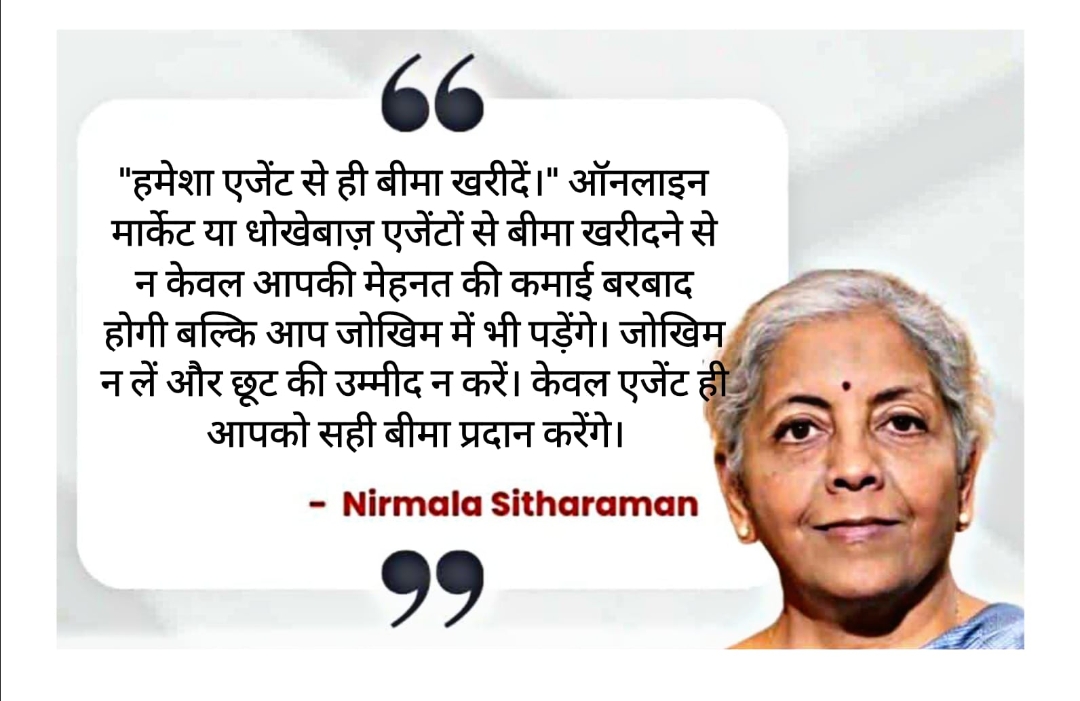 "हमेशा एजेंट से ही बीमा खरीदें।" ऑनलाइन
मार्केट या धोखेबाज़ एजेंटों से बीमा खरीदने से
न केवल आपकी मेहनत की कमाई बरबाद
होगी बल्कि आप जोखिम में भी पड़ेंगे। जोखिम
न लें और छूट की उम्मीद न करें। केवल एजेंट ही
आपको सही बीमा प्रदान करेंगे।
- Nirmala Sitharaman